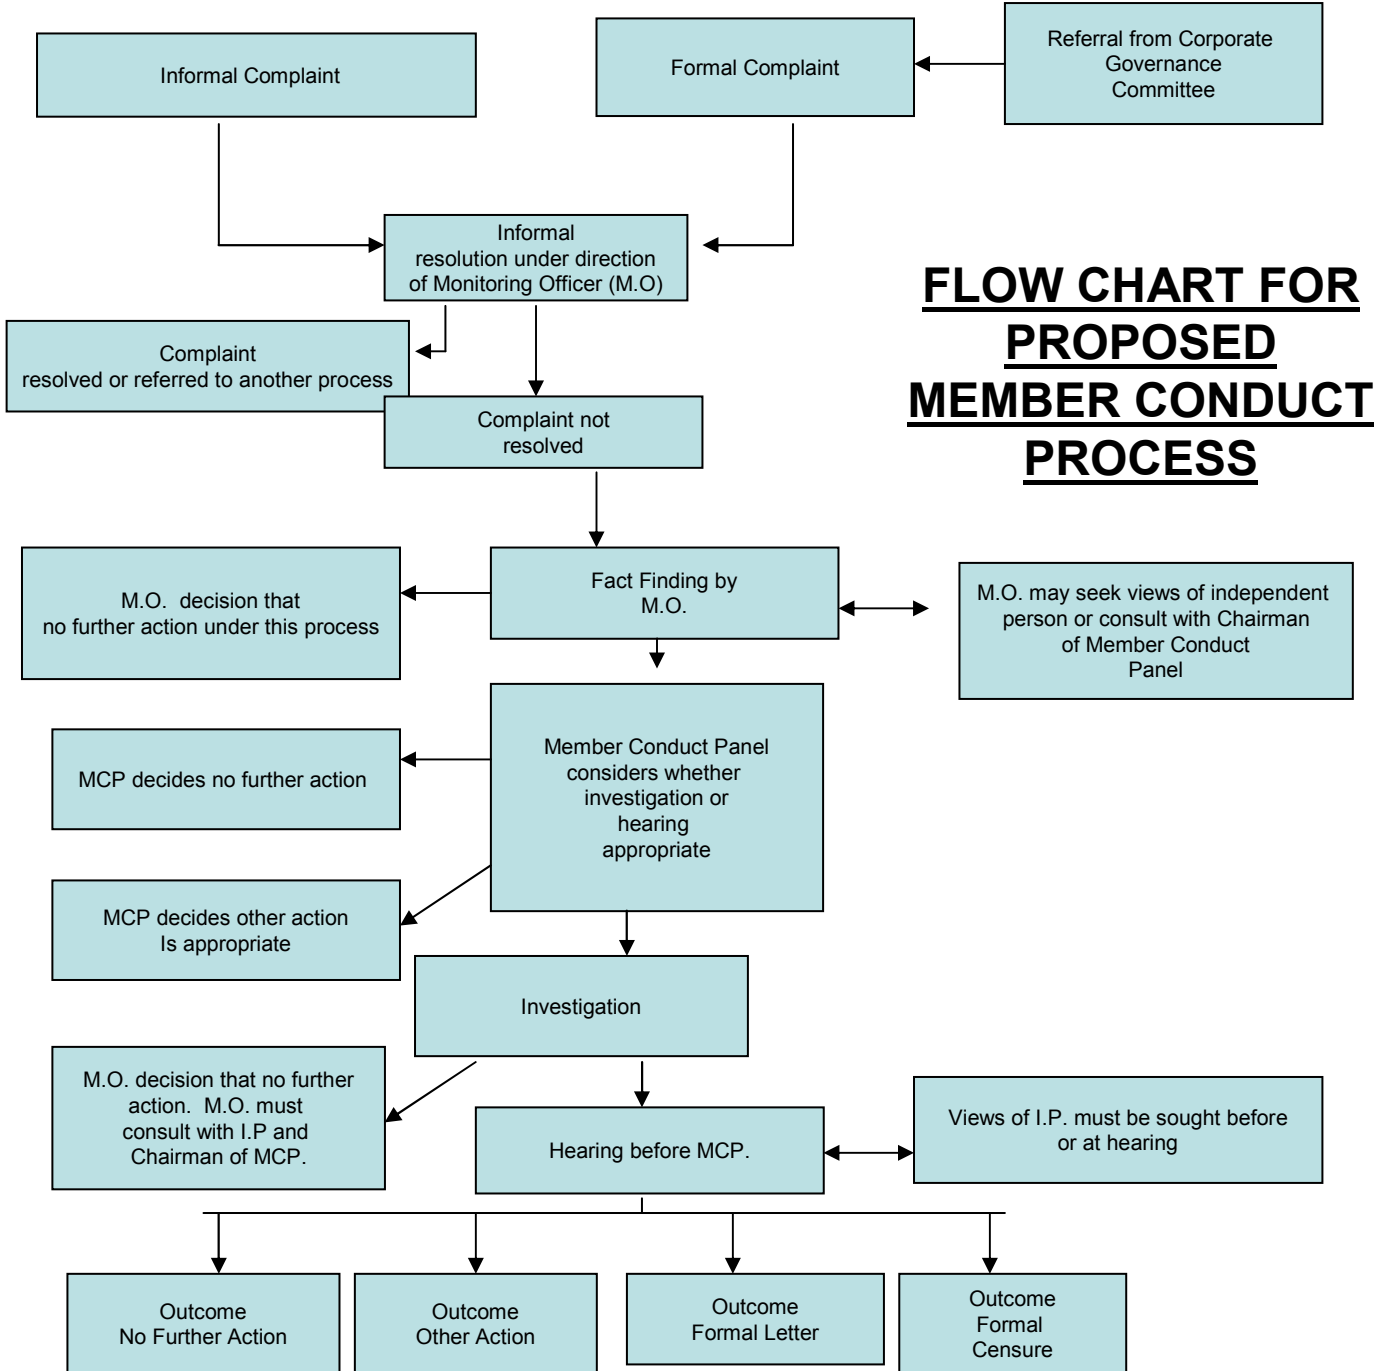 Informal Complaint
Formal Complaint
Referral from Corporate
Governance
Committee
Informal
resolution under direction
of Monitoring Officer (M.O)
FLOW CHART FOR
PROPOSED
MEMBER CONDUCT
PROCESS
Complaint
resolved or referred to another process
Complaint not
resolved
M.O. decision that
no further action under this process
Fact Finding by
M.O.
M.O. may seek views of independent
person or consult with Chairman
of Member Conduct
Panel
MCP decides no further action
Member Conduct Panel
considers whether
investigation or
hearing
appropriate
MCP decides other action
Is appropriate
Investigation
M.O. decision that no further
action. M.O. must
consult with I.P and
Chairman of MCP.
Hearing before MCP.
Views of I.P. must be sought before
or at hearing
Outcome
No Further Action
Outcome
Other Action
Outcome
Formal Letter
Outcome
Formal
Censure